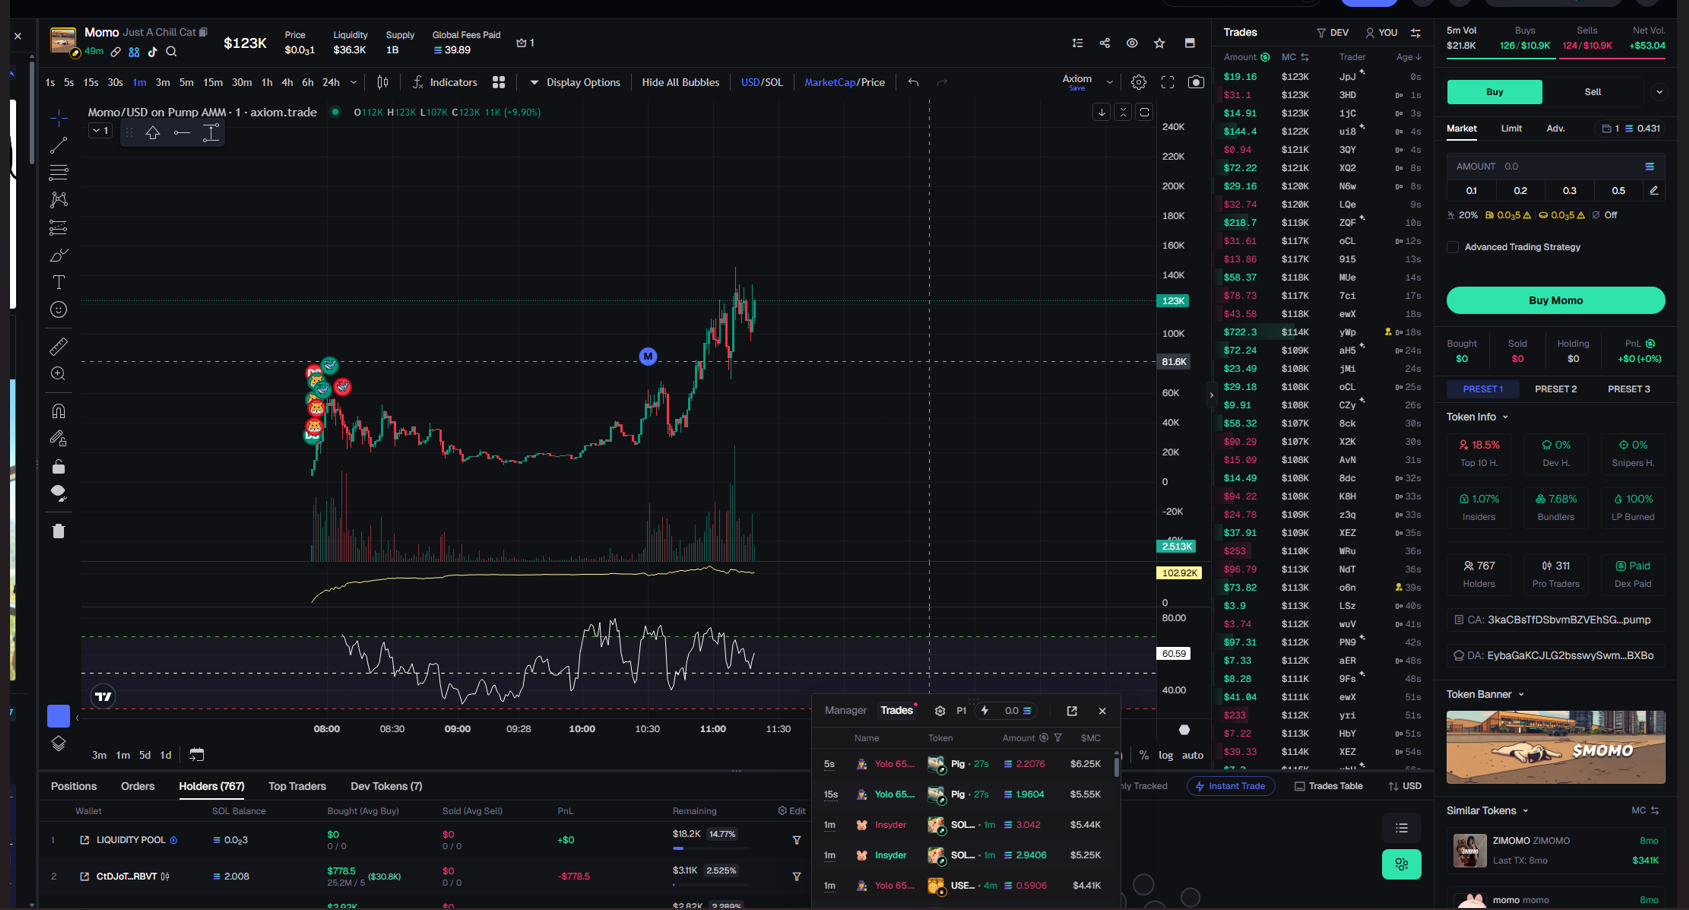 Momo Just A Chill Cat
49m
$123K
Price
$0.0₃1
Liquidity
$36.3K
Supply
1B
Global Fees Paid
39.89
1
1s 5s 15s 30s 1m 3m 5m 15m 30m 1h 4h 6h 24h
Indicators
Display Options
Hide All Bubbles
USD/SOL
MarketCap/Price
Axiom
Save
Momo/USD on Pump AMM · 1 · axiom.trade
O112K H123K L107K C123K 11K (+9.90%)
1
240K
220K
200K
180K
160K
140K
123K
100K
81.6K
60K
40K
20K
0
-20K
2.513K
102.92K
0
80.00
60.59
40.00
M
08:00 08:30 09:00 09:28 10:00 10:30 11:00 11:30
3m 1m 5d 1d
% log auto
Manager Trades P1 0.0
Name Token Amount $MC
5s Yolo 65.... Pig • 27s 2.2076 $6.25K
15s Yolo 65.... Pig • 27s 1.9604 $5.55K
1m Insyder SOL... • 1m 3.042 $5.44K
1m Insyder SOL... • 1m 2.9406 $5.25K
1m Yolo 65.... USE... • 4m 0.5906 $4.41K
Positions Orders Holders (767) Top Traders Dev Tokens (7)
Instant Trade Trades Table USD
Wallet SOL Balance Bought (Avg Buy) Sold (Avg Sell) PnL Remaining Edit
1 LIQUIDITY POOL 0.0₂3 $0 0 / 0 $0 0 / 0 +$0 $18.2K 14.77%
2 CtDJoT...RBVT 2.008 $778.5 25.2M / 5 ($30.8K) $0 0 / 0 -$778.5 $3.11K 2.525%
Trades DEV YOU
Amount MC Trader Age
$19.16 $123K JpJ 0s
$31.1 $123K 3HD 1s
$14.91 $123K 1jC 3s
$144.4 $122K ui8 4s
$0.94 $121K 3QY 4s
$72.22 $121K XQ2 8s
$29.16 $120K N6w 8s
$32.74 $120K LQe 9s
$218.7 $119K ZQF 10s
$31.61 $117K oCL 12s
$13.86 $117K 915 13s
$58.37 $118K MUe 14s
$78.73 $117K 7ci 17s
$43.58 $118K ewX 18s
$722.3 $114K yWp 18s
$72.24 $109K aH5 24s
$23.49 $108K jMi 24s
$29.18 $108K oCL 25s
$9.91 $108K CZy 26s
$58.32 $107K 8ck 30s
$90.29 $107K X2K 30s
$15.09 $108K AvN 31s
$14.49 $108K 8dc 32s
$94.22 $108K K8H 33s
$24.78 $109K z3q 33s
$37.91 $109K XEZ 35s
$253 $110K WRu 36s
$96.79 $113K NdT 36s
$73.82 $113K o6n 39s
$3.9 $113K LSz 40s
$3.74 $112K wuV 41s
$97.31 $112K PN9 42s
$7.33 $112K aER 48s
$8.28 $111K 9Fs 48s
$41.04 $111K ewX 51s
$233 $112K yxi 51s
$7.22 $113K HbY 51s
$39.33 $114K XEZ 54s
5m Vol Buys Sells Net Vol.
$21.8K 126 / $10.9K 124 / $10.9K +$53.04
Buy Sell
Market Limit Adv. 1 0.431
AMOUNT 0.0
0.1 0.2 0.3 0.5
20% 0.0₃5 0.0₃5 Off
Advanced Trading Strategy
Buy Momo
Bought Sold Holding PnL
$0 $0 $0 +$0 (+0%)
PRESET 1 PRESET 2 PRESET 3
Token Info
18.5% 0% 0%
Top 10 H. Dev H. Snipers H.
1.07% 7.68% 100%
Insiders Bundlers LP Burned
767 311 Paid
Holders Pro Traders Dex Paid
CA: 3kaCBsTfDSbvmBZVEhSG...pump
DA: EybaGaKCJLG2bsswySwm...BXBo
Token Banner
$MOMO
Similar Tokens MC
ZIMOMO ZIMOMO 8mo
Last TX: 8mo $341K
momo momo 8mo